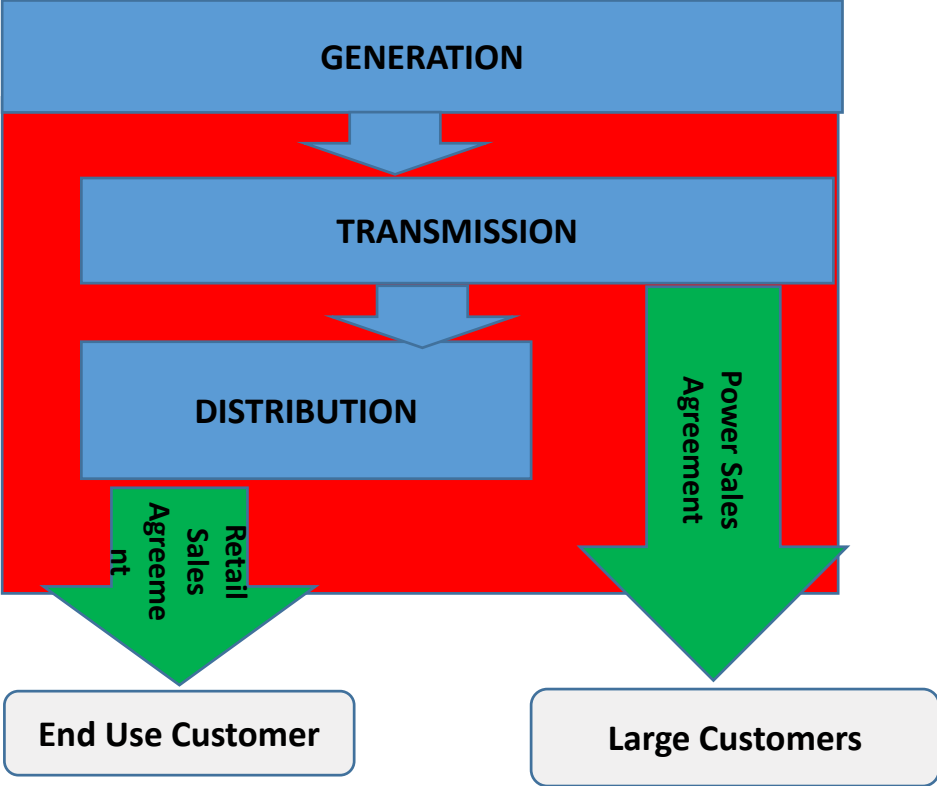 GENERATION
TRANSMISSION
DISTRIBUTION
Power Sales
Agreement
Retail
Sales
Agreeme
nt
End Use Customer
Large Customers